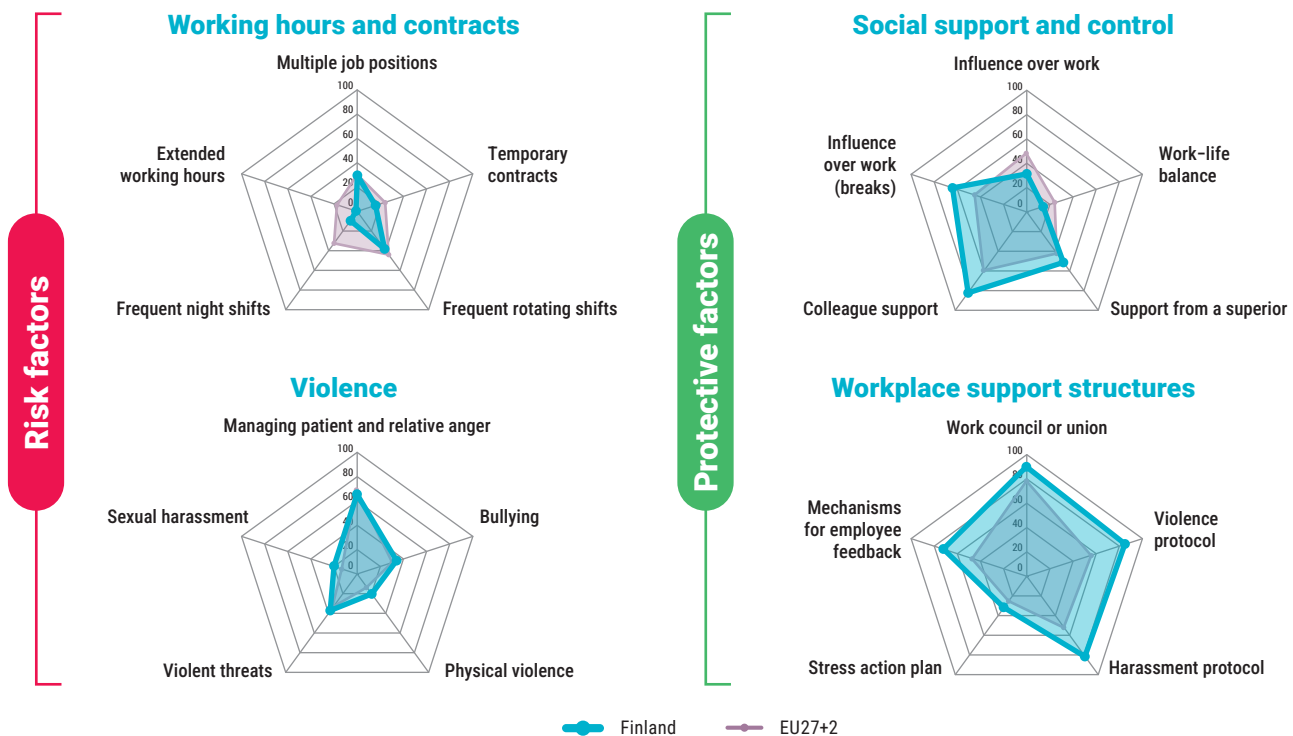 Risk factors
Working hours and contracts
Multiple job positions
100
80
60
40
20
0
Temporary
contracts
Frequent rotating shifts
Frequent night shifts
Extended
working hours
Violence
Managing patient and relative anger
100
80
60
40
20
0
Bullying
Physical violence
Violent threats
Sexual harassment
Protective factors
Social support and control
Influence over work
100
80
60
40
20
0
Work–life
balance
Support from a superior
Colleague support
Influence
over work
(breaks)
Workplace support structures
Work council or union
100
80
60
40
20
0
Violence
protocol
Harassment protocol
Stress action plan
Mechanisms
for employee
feedback
Finland
EU27+2